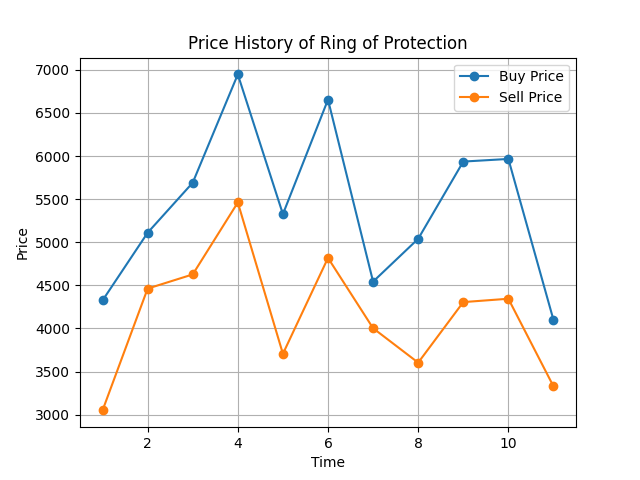 Price History of Ring of Protection
Buy Price
Sell Price
Price
7000
6500
6000
5500
5000
4500
4000
3500
3000
2 4 6 8 10
Time